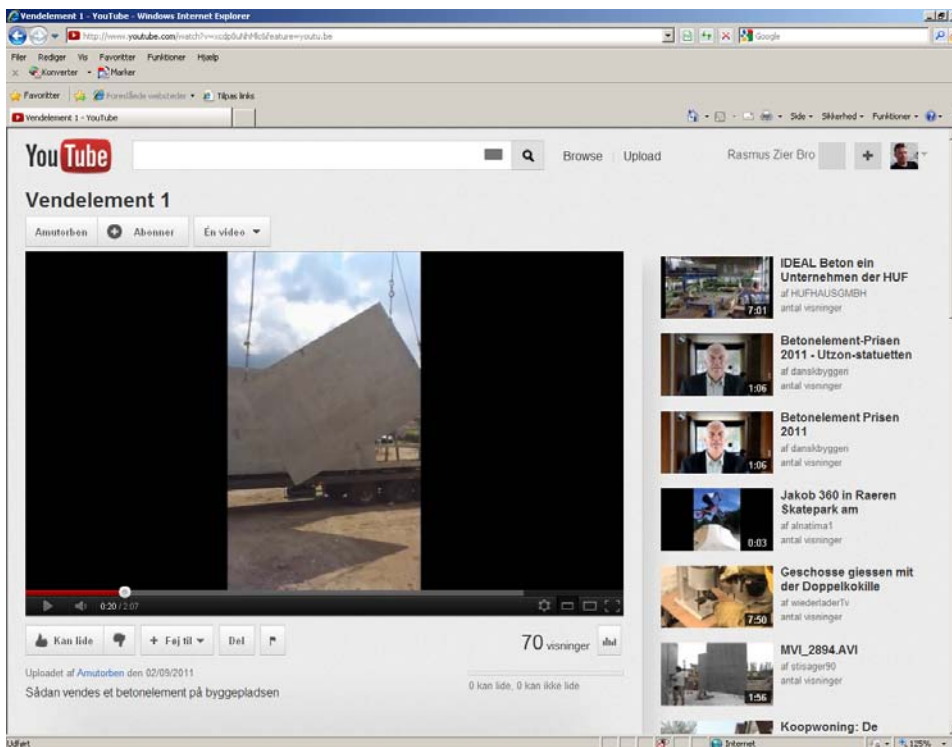 Vendelement 1 - YouTube - Windows Internet Explorer
Google
Filer Rediger Vis Favoritter Funktioner Hjælp
x Konverter Marker
Favoritter Foreslåede websteder Tilpas links
Vendelement 1 - YouTube
Side Sikkerhed Funktioner
YouTube
Browse | Upload
Rasmus Zier Bro
Vendelement 1
Amutorben Abonner Én video
0:20 / 2:07
Kan lide
Føj til
Del
70 visninger
Uploadet af Amutorben den 02/09/2011
Sådan vendes et betonelement på byggepladsen
0 kan lide, 0 kan ikke lide
IDEAL Beton ein
Unternehmen der HUF
af HUFHAUSGMBH
antal visninger
7:01
Betonelement-Prisen
2011 - Utzon-statuetten
af danskbyggeri
antal visninger
1:06
Betonelement Prisen
2011
af danskbyggeri
antal visninger
1:06
Jakob 360 in Raeren
Skatepark am
af alnatima1
antal visninger
0:03
Geschosse giessen mit
der Doppelkokille
af wiederladerTv
antal visninger
7:50
MVI_2894.AVI
af stisager90
antal visninger
1:56
Koopwoning: De
Udført
Internet
125%